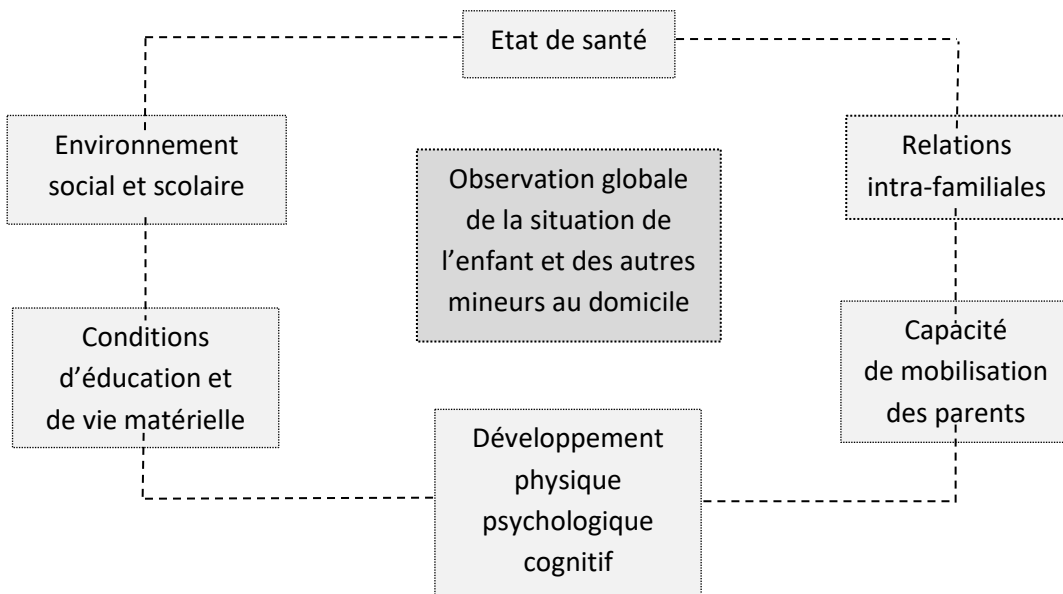 Etat de santé
Environnement
social et scolaire
Observation globale
de la situation de
l’enfant et des autres
mineurs au domicile
Relations
intra-familiales
Conditions
d’éducation et
de vie matérielle
Capacité
de mobilisation
des parents
Développement
physique
psychologique
cognitif